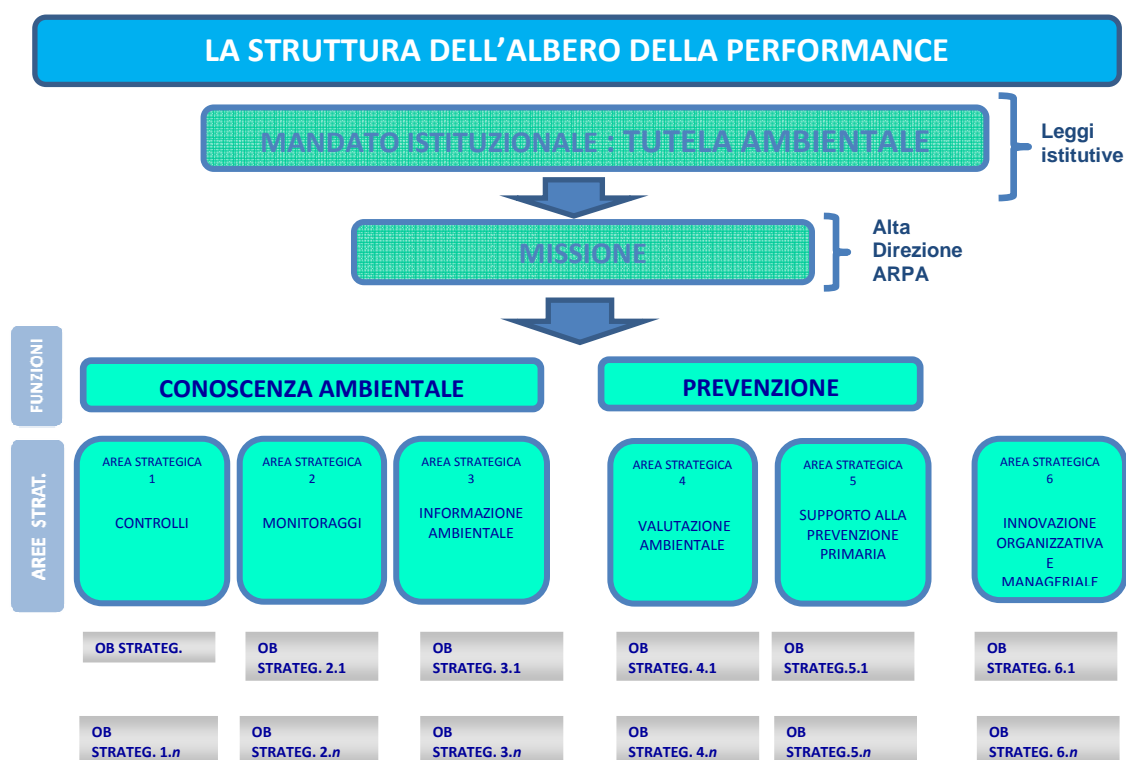 LA STRUTTURA DELL'ALBERO DELLA PERFORMANCE
MANDATO ISTITUZIONALE : TUTELA AMBIENTALE
Leggi
istitutive
MISSIONE
Alta
Direzione
ARPA
FUNZIONI
CONOSCENZA AMBIENTALE
PREVENZIONE
AREE STRAT.
AREA STRATEGICA
1
CONTROLLI
AREA STRATEGICA
2
MONITORAGGI
AREA STRATEGICA
3
INFORMAZIONE
AMBIENTALE
AREA STRATEGICA
4
VALUTAZIONE
AMBIENTALE
AREA STRATEGICA
5
SUPPORTO ALLA
PREVENZIONE
PRIMARIA
AREA STRATEGICA
6
INNOVAZIONE
ORGANIZZATIVA
E
MANAGERIALE
OB STRATEG.
OB
STRATEG. 2.1
OB
STRATEG. 3.1
OB
STRATEG. 4.1
OB
STRATEG.5.1
OB
STRATEG. 6.1
OB
STRATEG. 1.n
OB
STRATEG. 2.n
OB
STRATEG. 3.n
OB
STRATEG. 4.n
OB
STRATEG.5.n
OB
STRATEG. 6.n